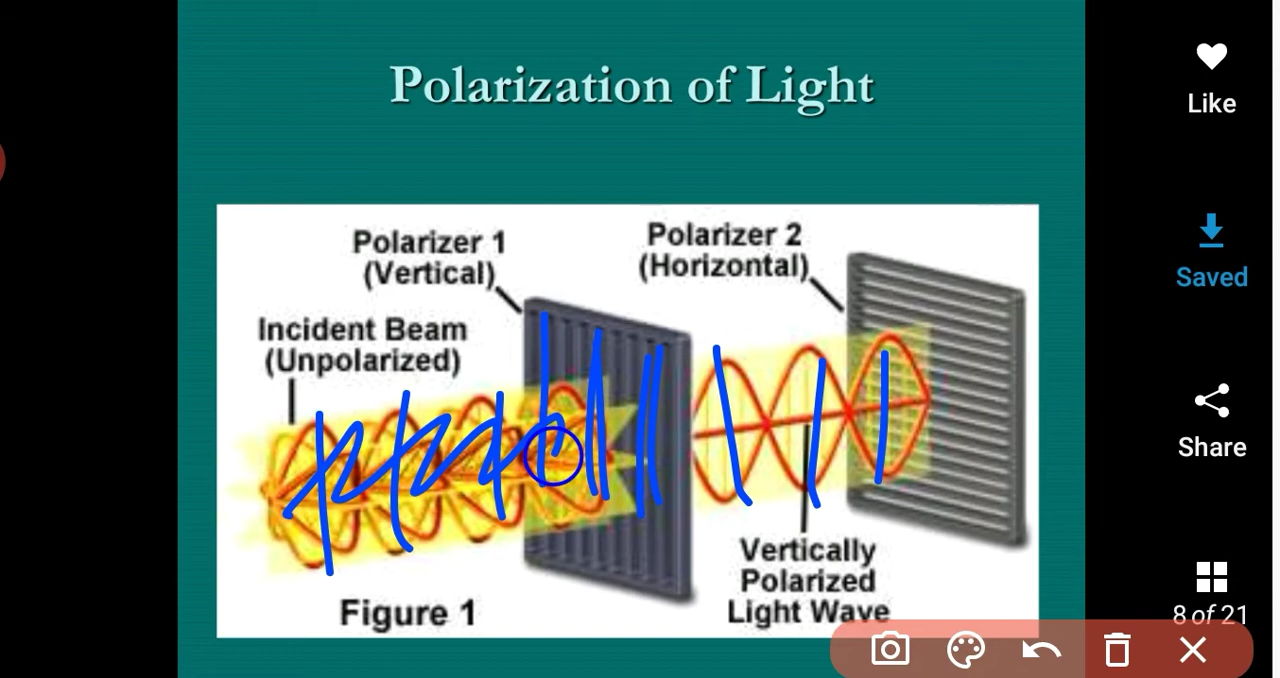 Polarization of Light
Like
Saved
Share
8 of 21
Polarizer 1
(Vertical)
Polarizer 2
(Horizontal)
Incident Beam
(Unpolarized)
Vertically
Polarized
Light Wave
Figure 1